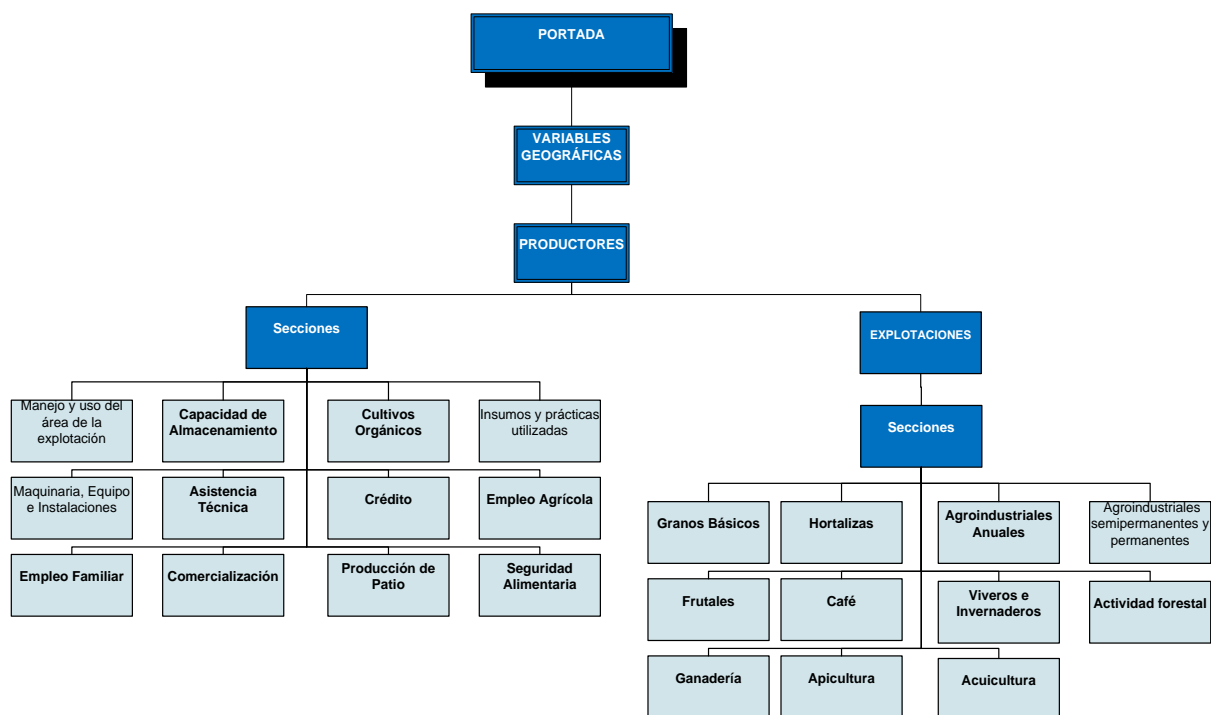 PORTADA
VARIABLES
GEOGRÁFICAS
PRODUCTORES
Secciones
Manejo y uso del
área de la
explotación
Capacidad de
Almacenamiento
Cultivos
Orgánicos
Insumos y prácticas
utilizadas
Maquinaria, Equipo
e Instalaciones
Asistencia
Técnica
Crédito
Empleo Agrícola
Empleo Familiar
Comercialización
Producción de
Patio
Seguridad
Alimentaria
EXPLOTACIONES
Secciones
Granos Básicos
Hortalizas
Agroindustriales
Anuales
Agroindustriales
semipermanentes y
permanentes
Frutales
Café
Viveros e
Invernaderos
Actividad forestal
Ganadería
Apicultura
Acuicultura